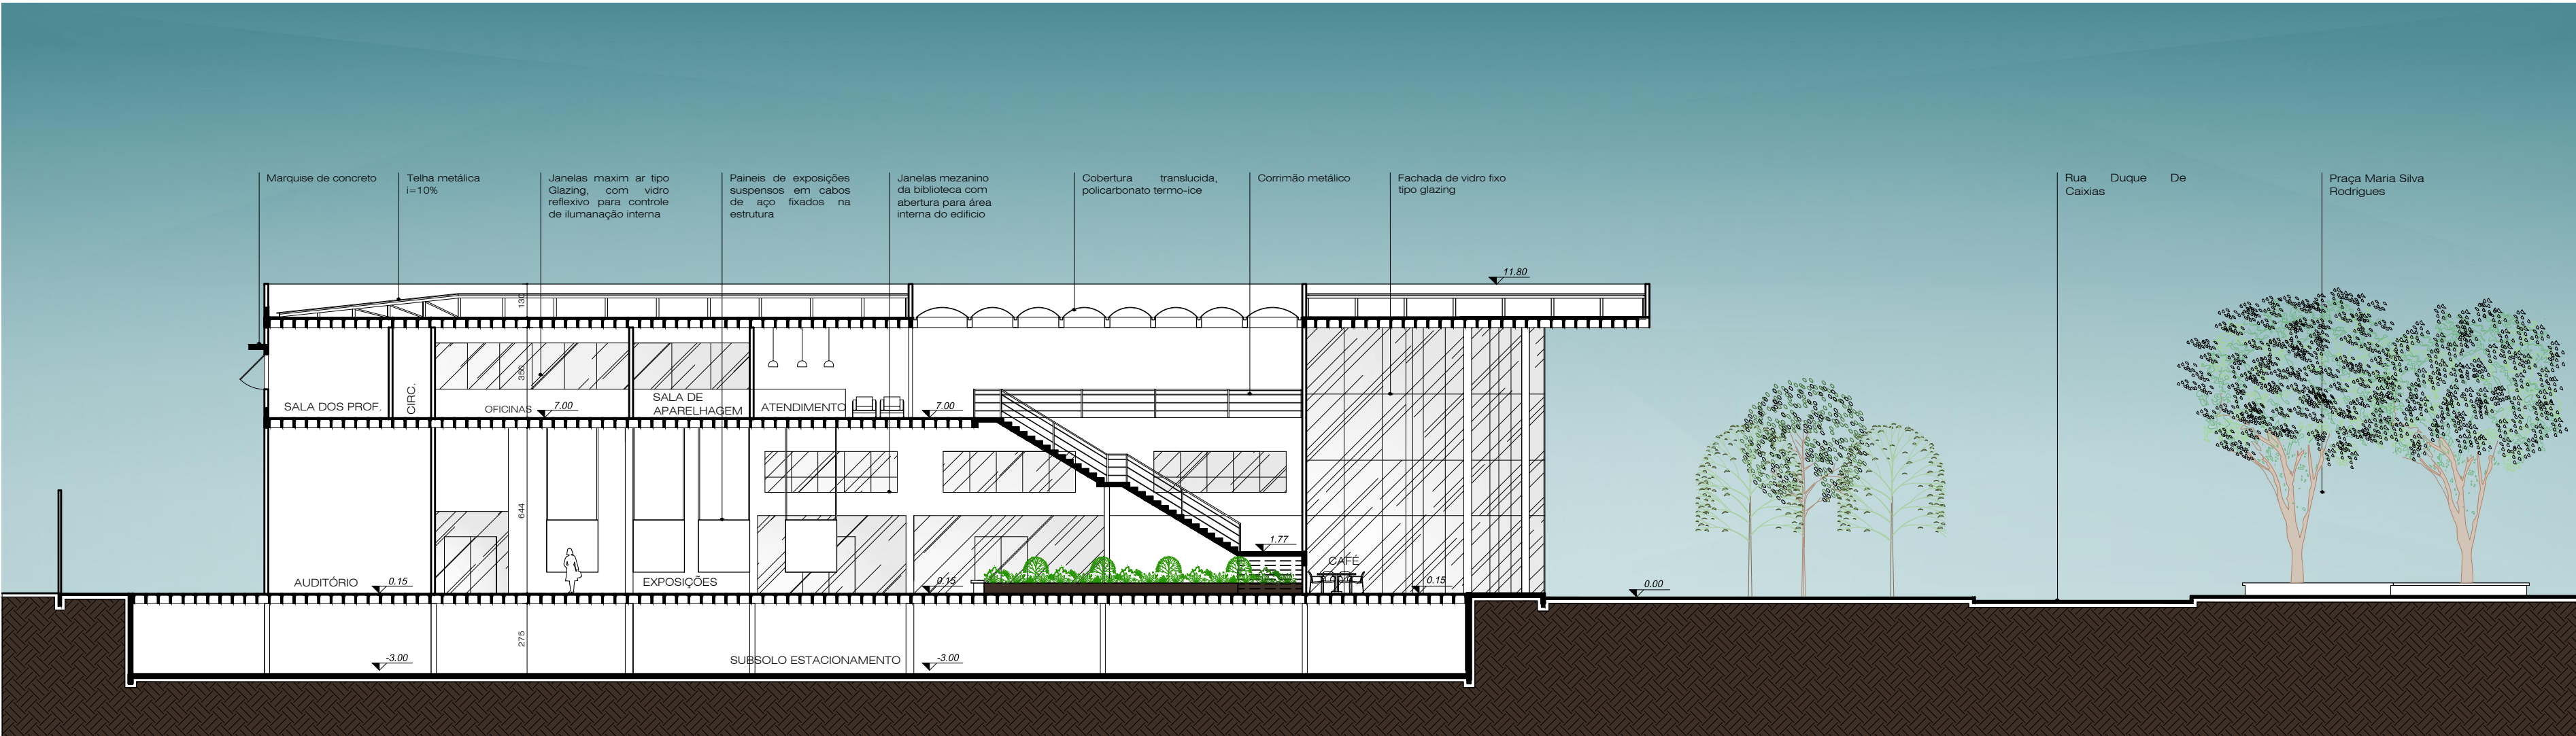 Marquise de concreto
Telha metálica
i=10%
Janelas maxim ar tipo
Glazing, com vidro
reflexivo para controle
de ilumanação interna
Paineis de exposições
suspensos em cabos
de aço fixados na
estrutura
Janelas mezanino
da biblioteca com
abertura para área
interna do edificio
Cobertura translucida,
policarbonato termo-ice
Corrimão metálico
Fachada de vidro fixo
tipo glazing
Rua Duque De
Caixias
Praça Maria Silva
Rodrigues
11.80
130
350
SALA DOS PROF.
CIRC.
OFICINAS
7.00
SALA DE
APARELHAGEM
ATENDIMENTO
7.00
644
1.77
AUDITÓRIO
0.15
EXPOSIÇÕES
0.15
CAFÉ
0.15
0.00
275
-3.00
SUBSOLO ESTACIONAMENTO
-3.00